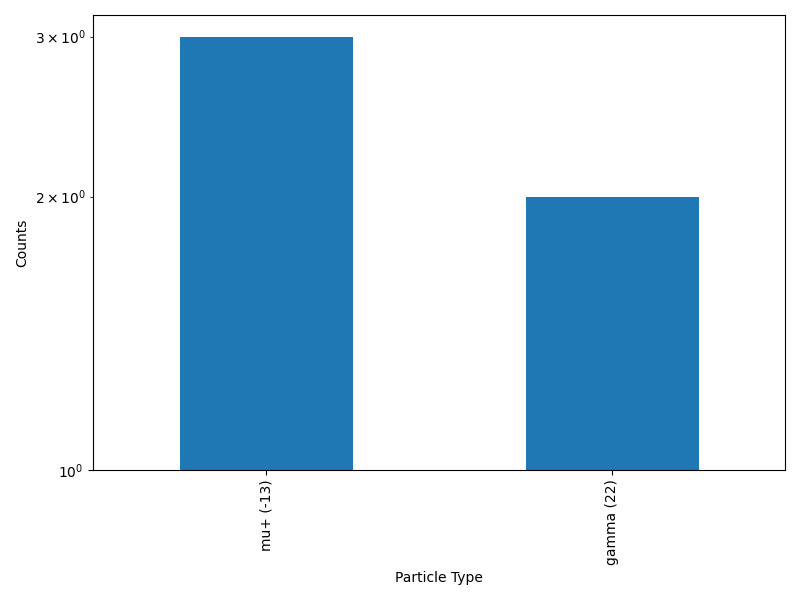 3 × 10⁰
2 × 10⁰
10⁰
Counts
mu+ (-13)
gamma (22)
Particle Type